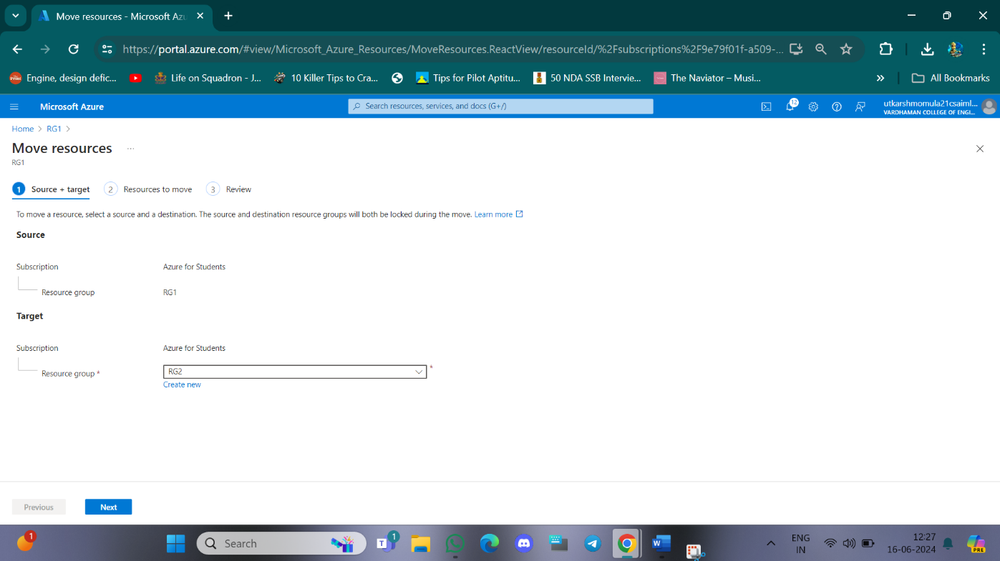 Move resources - Microsoft Azu
https://portal.azure.com/#view/Microsoft_Azure_Resources/MoveResources.ReactView/resourceId/%2Fsubscriptions%2F9e79f01f-a509-...
Engine, design defic... Life on Squadron - J... 10 Killer Tips to Cra... Tips for Pilot Aptitu... 50 NDA SSB Intervie... The Naviator – Musi... » All Bookmarks
Microsoft Azure Search resources, services, and docs (G+/) 12 utkarshmomula21csaiml...
VARDHAMAN COLLEGE OF ENGI...
Home > RG1 >
Move resources ...
RG1
1 Source + target 2 Resources to move 3 Review
To move a resource, select a source and a destination. The source and destination resource groups will both be locked during the move. Learn more
Source
Subscription Azure for Students
Resource group RG1
Target
Subscription Azure for Students
Resource group * RG2 *
Create new
Previous Next
1 Search 1 ENG 12:27
IN 16-06-2024 PRE